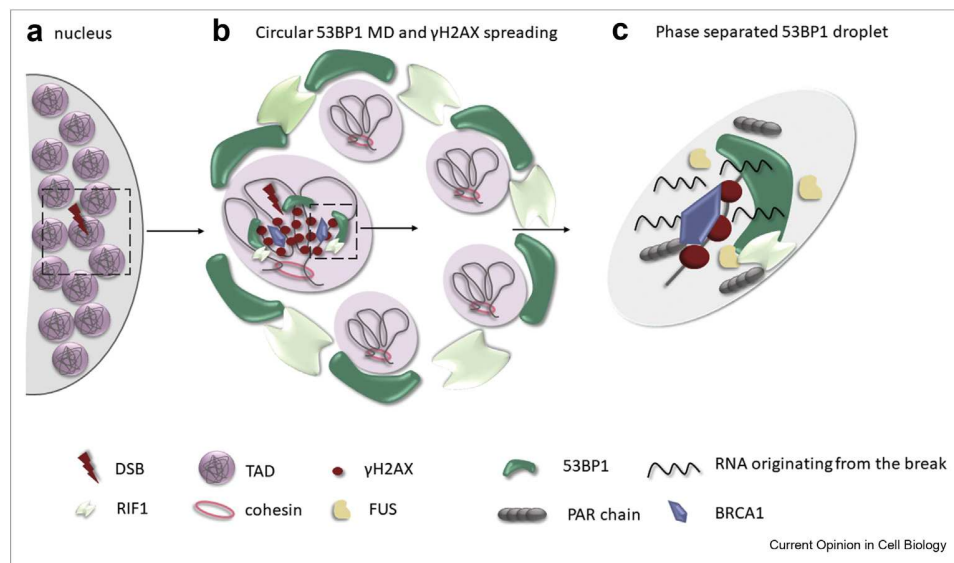 a nucleus
b Circular 53BP1 MD and γH2AX spreading
c Phase separated 53BP1 droplet
DSB
TAD
γH2AX
53BP1
RNA originating from the break
RIF1
cohesin
FUS
PAR chain
BRCA1
Current Opinion in Cell Biology